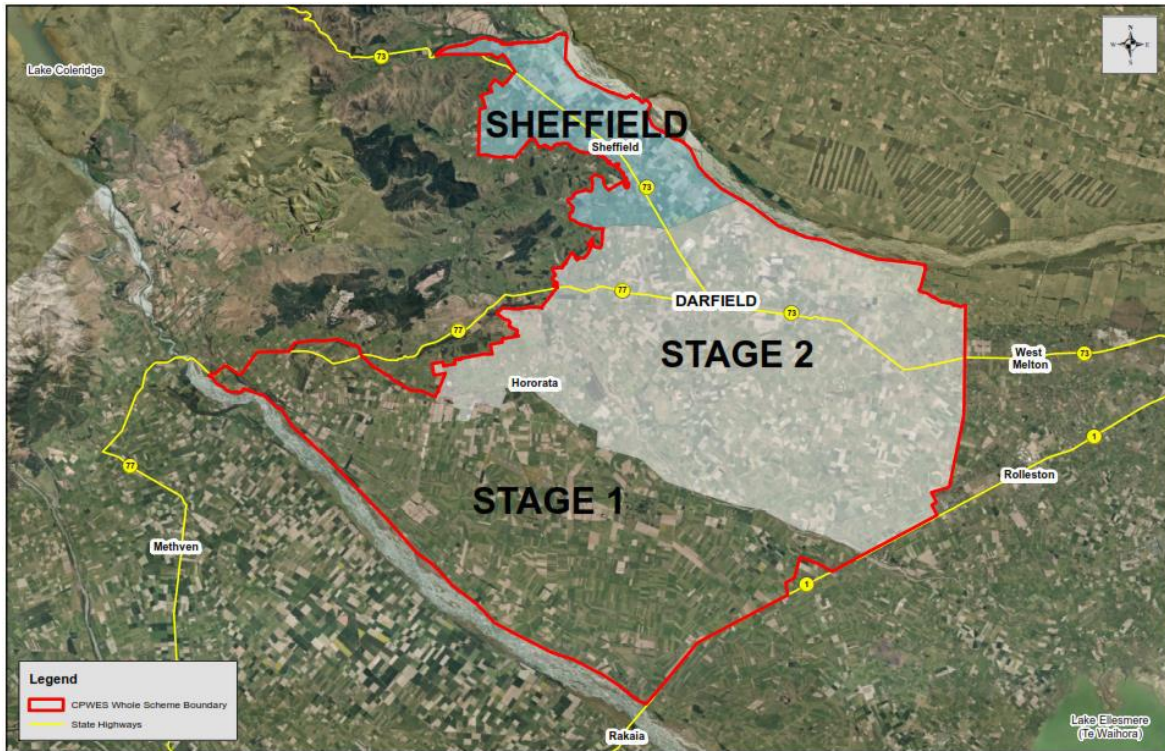 N
W E
S
73
Lake Coleridge
SHEFFIELD
Sheffield
73
77
DARFIELD
73
77
STAGE 2
West
Melton
73
Hororata
1
77
Rolleston
STAGE 1
Methven
1
Legend
CPWES Whole Scheme Boundary
State Highways
Rakaia
Lake Ellesmere
(Te Waihora)